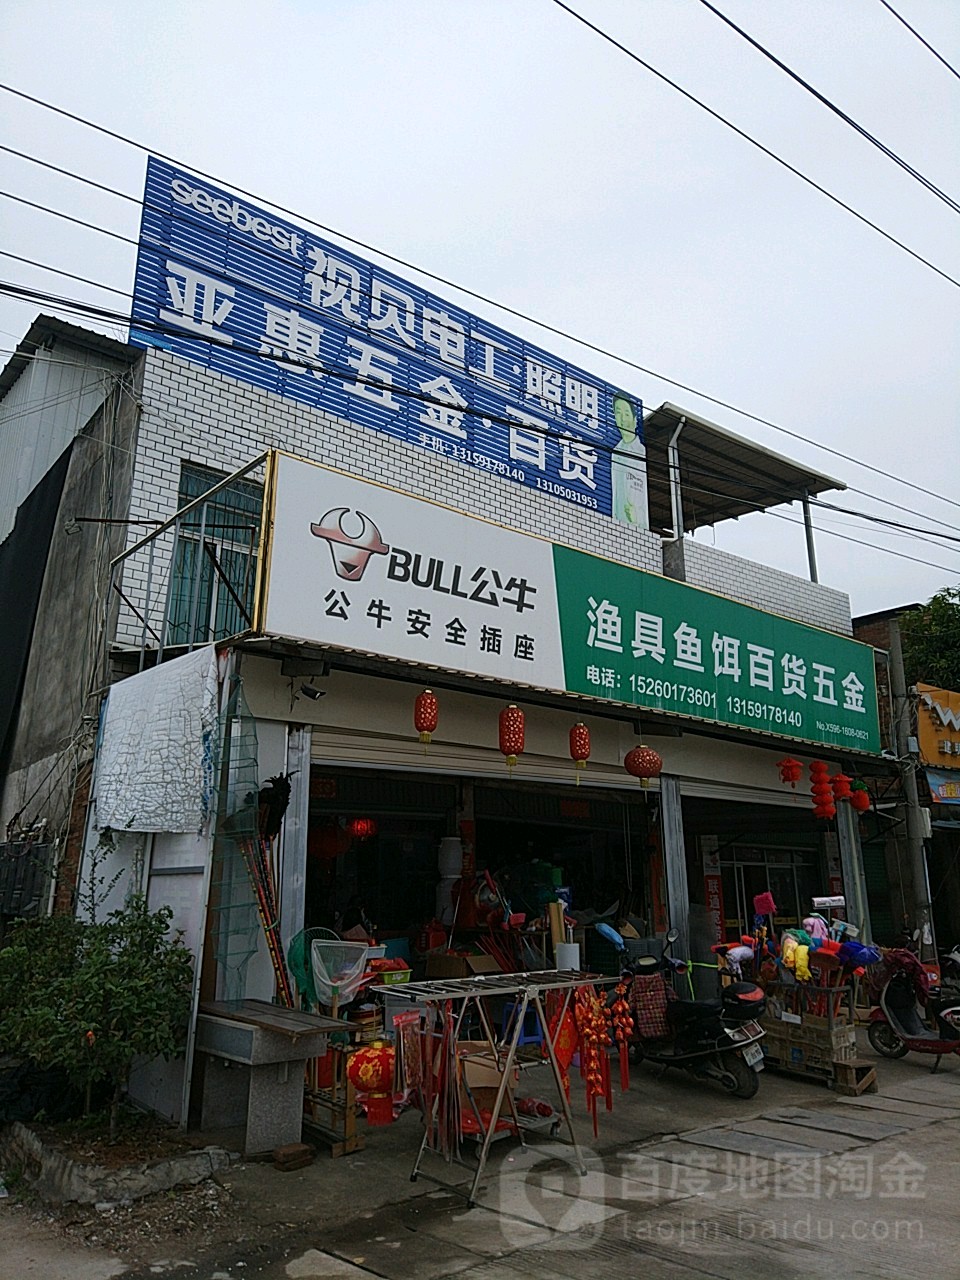 seebest 视贝电工·照明
亚惠五金·百货
手机: 13159178140 13105031953
BULL公牛
公牛安全插座
渔具鱼饵百货五金
电话: 15260173601 13159178140
No.X596-1608-0621
百度地图淘金
taojin.baidu.com